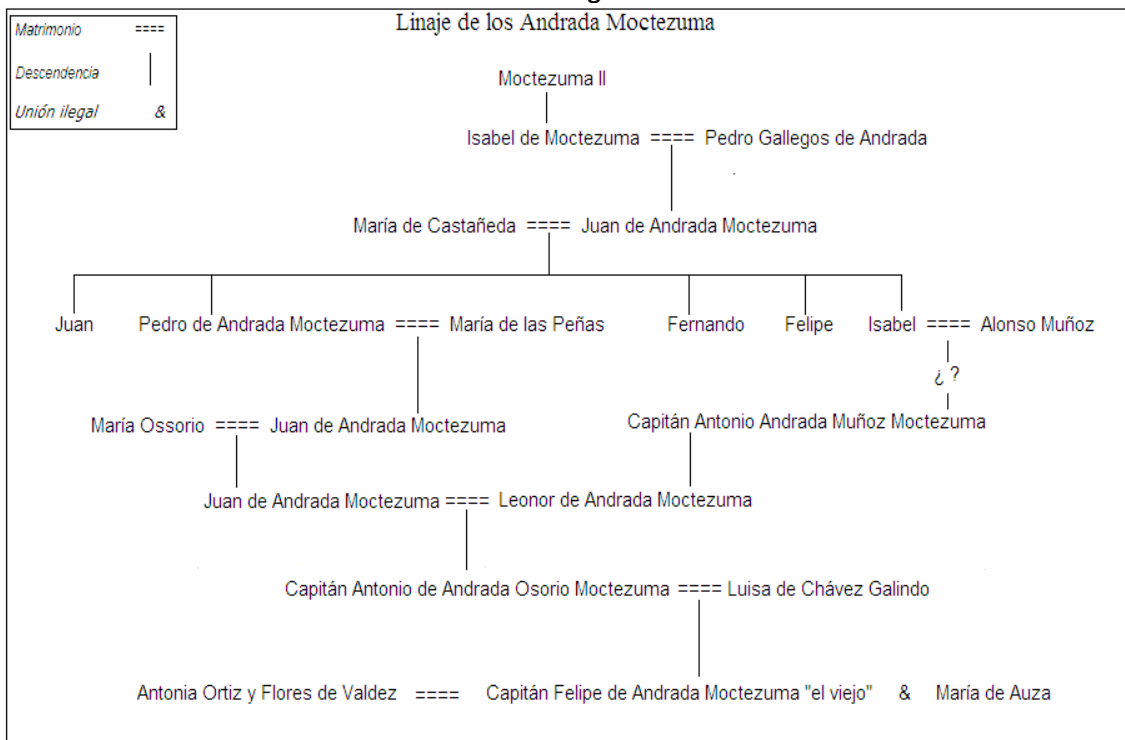 Linaje de los Andrada Moctezuma
Matrimonio ====
Descendencia
Unión ilegal &
Moctezuma II
Isabel de Moctezuma ==== Pedro Gallegos de Andrada
María de Castañeda ==== Juan de Andrada Moctezuma
Juan Pedro de Andrada Moctezuma ==== María de las Peñas Fernando Felipe Isabel ==== Alonso Muñoz
¿ ?
María Ossorio ==== Juan de Andrada Moctezuma Capitán Antonio Andrada Muñoz Moctezuma
Juan de Andrada Moctezuma ==== Leonor de Andrada Moctezuma
Capitán Antonio de Andrada Osorio Moctezuma ==== Luisa de Chávez Galindo
Antonia Ortiz y Flores de Valdez ==== Capitán Felipe de Andrada Moctezuma "el viejo" & María de Auza